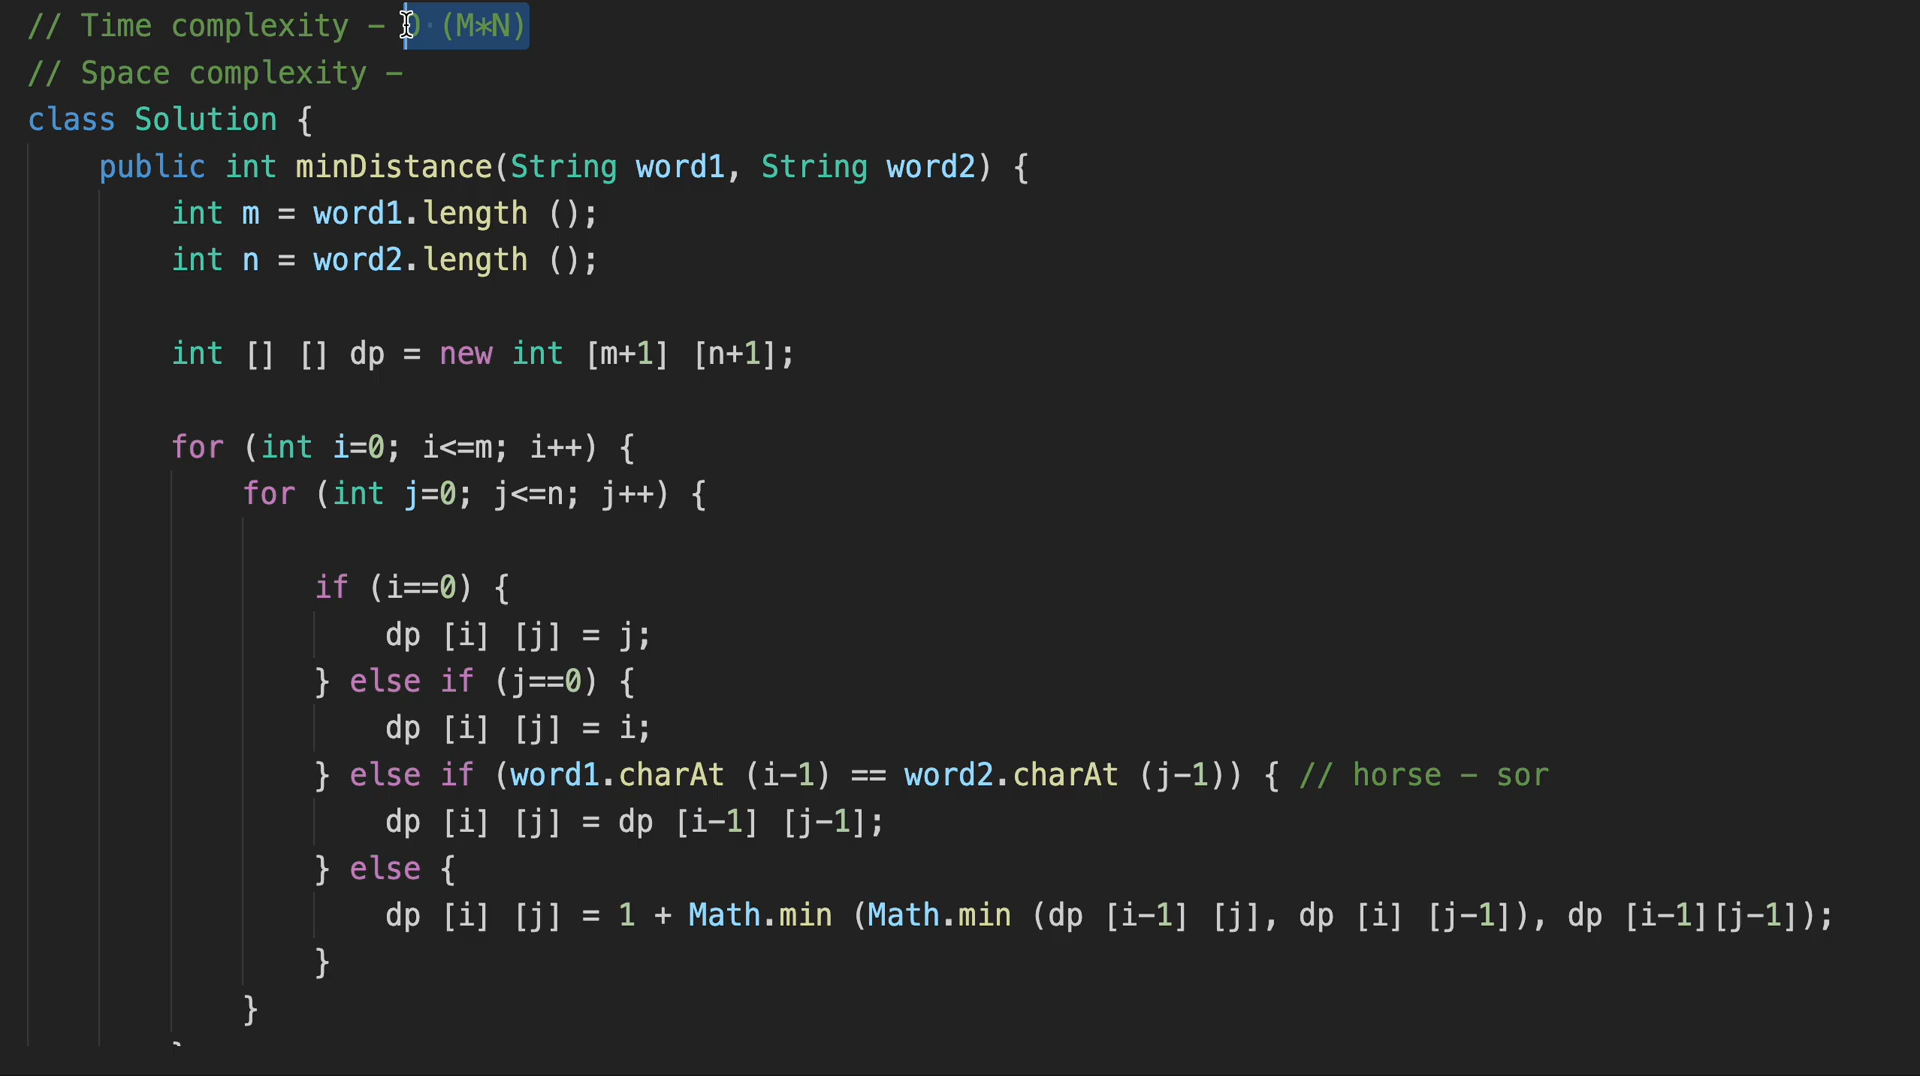 // Time complexity - O (M*N)
// Space complexity -
class Solution {
public int minDistance(String word1, String word2) {
int m = word1.length ();
int n = word2.length ();
int [] [] dp = new int [m+1] [n+1];
for (int i=0; i<=m; i++) {
for (int j=0; j<=n; j++) {
if (i==0) {
dp [i] [j] = j;
} else if (j==0) {
dp [i] [j] = i;
} else if (word1.charAt (i-1) == word2.charAt (j-1)) { // horse - sor
dp [i] [j] = dp [i-1] [j-1];
} else {
dp [i] [j] = 1 + Math.min (Math.min (dp [i-1] [j], dp [i] [j-1]), dp [i-1][j-1]);
}
}